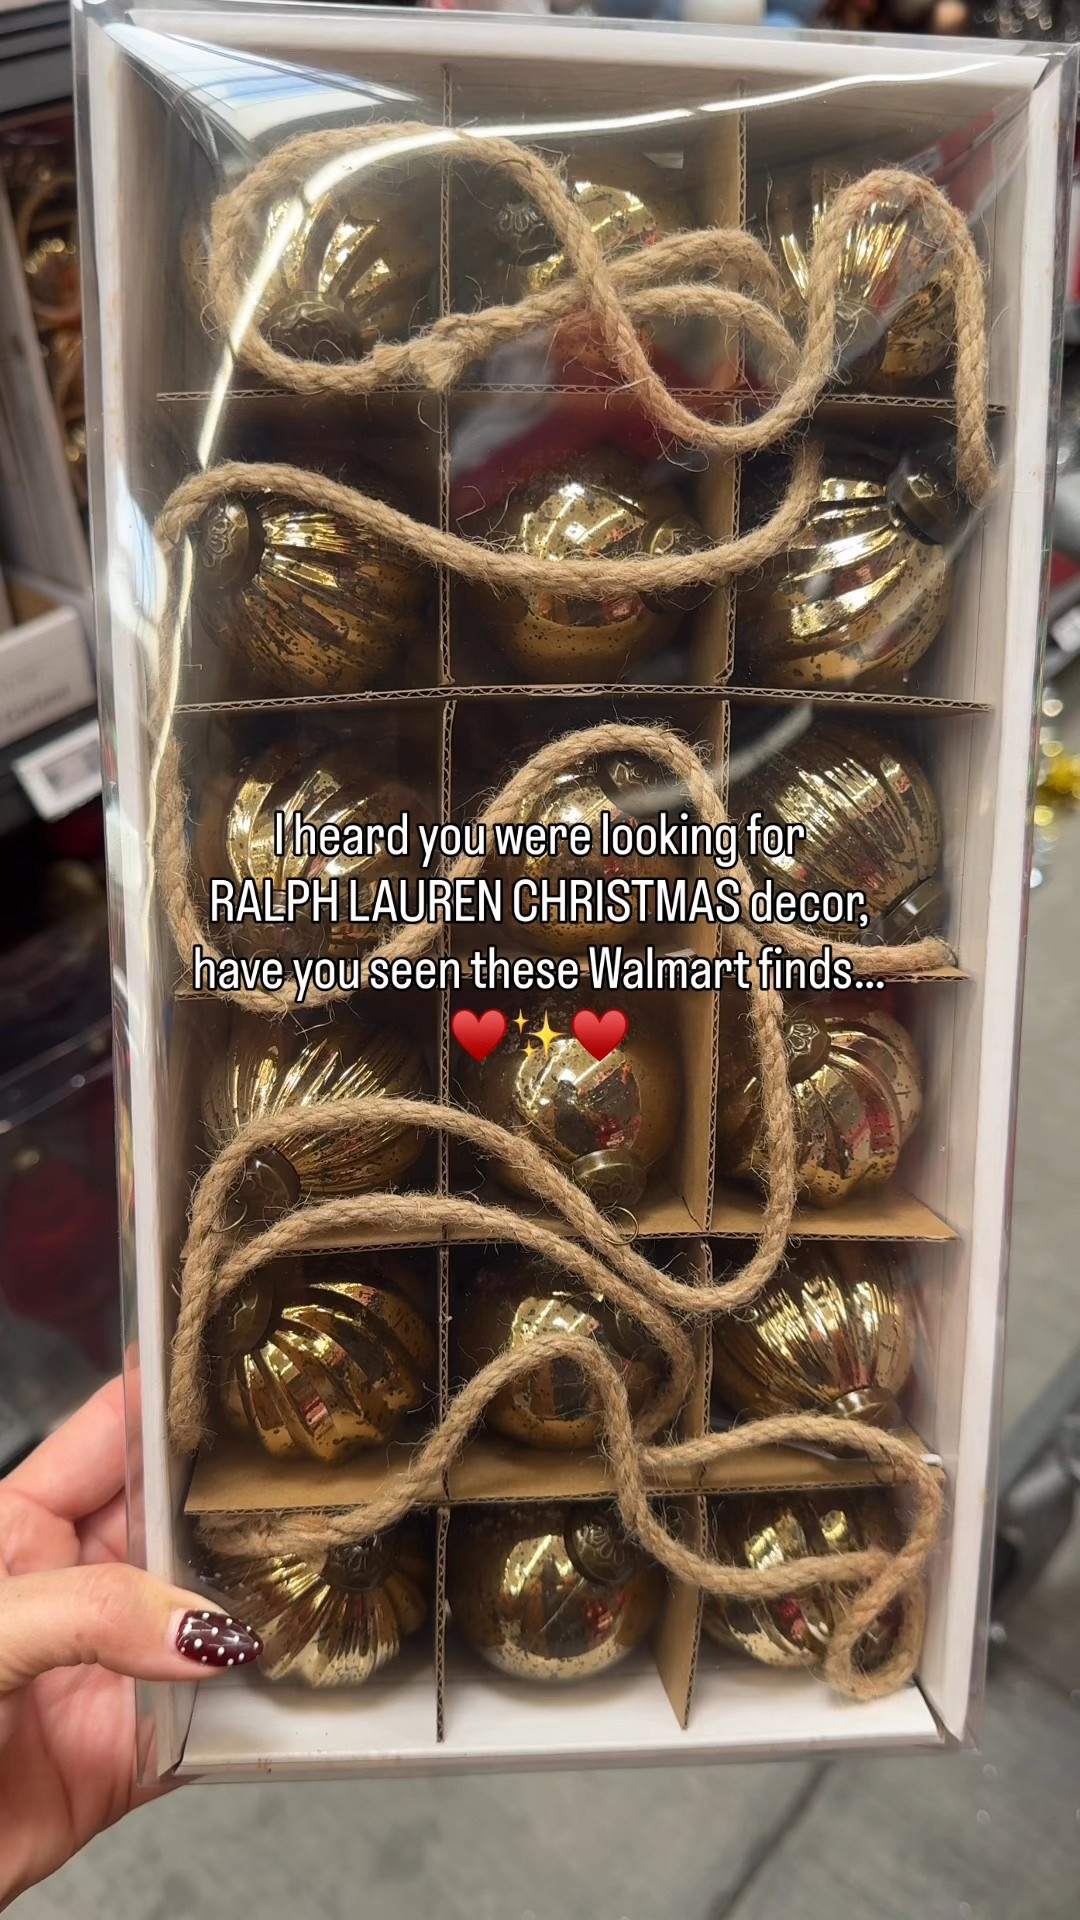 I heard you were looking for
RALPH LAUREN CHRISTMAS decor,
have you seen these Walmart finds...
♥️✨♥️